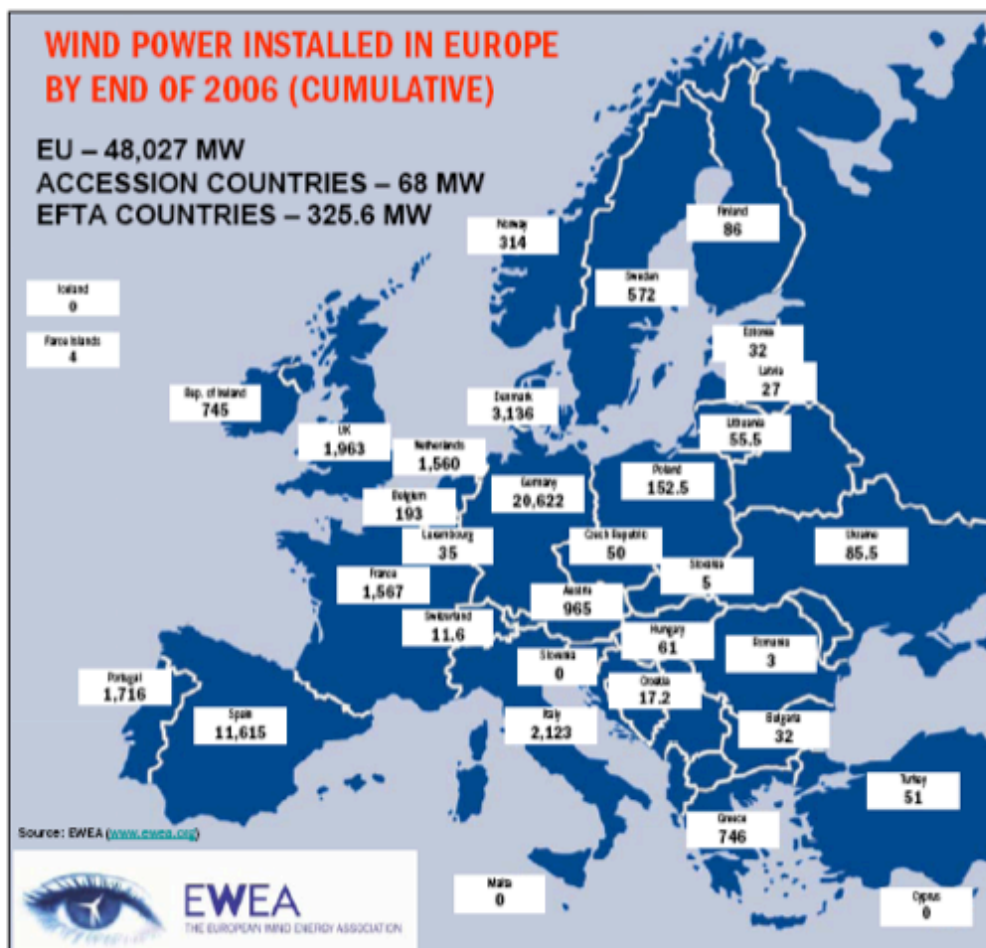 WIND POWER INSTALLED IN EUROPE
BY END OF 2006 (CUMULATIVE)
EU – 48,027 MW
ACCESSION COUNTRIES – 68 MW
EFTA COUNTRIES – 325.6 MW
Norway
314
Finland
86
Sweden
572
Iceland
0
Faroe Islands
4
Estonia
32
Latvia
27
Rep. of Ireland
745
Denmark
3,136
Lithuania
55.5
UK
1,963
Netherlands
1,560
Poland
152.5
Germany
20,622
Belgium
193
Luxembourg
35
Czech Republic
50
Ukraine
85.5
Slovakia
5
France
1,567
Austria
965
Switzerland
11.6
Hungary
61
Romania
3
Slovenia
0
Croatia
17.2
Portugal
1,716
Spain
11,615
Italy
2,123
Bulgaria
32
Turkey
51
Greece
746
Source: EWEA (www.ewea.org)
Malta
0
Cyprus
0
EWEA
THE EUROPEAN WIND ENERGY ASSOCIATION